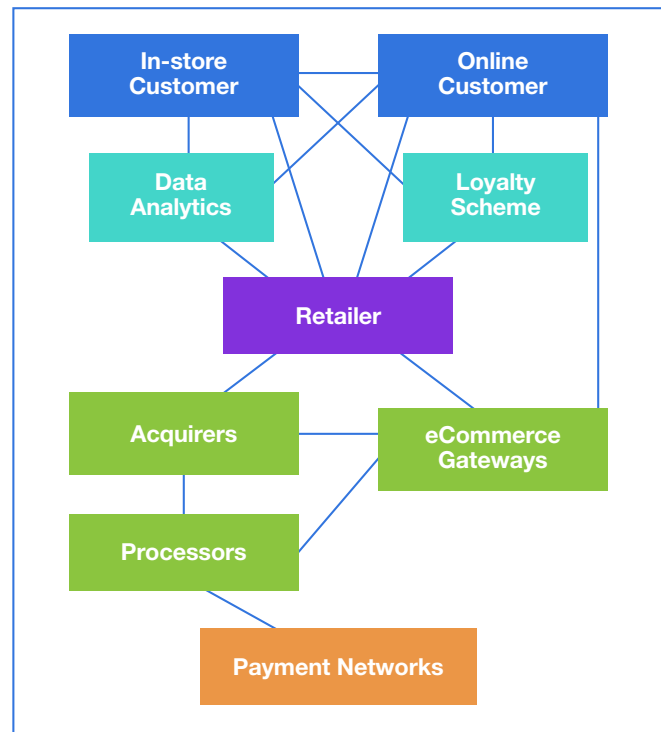 In-store
Customer
Online
Customer
Data
Analytics
Loyalty
Scheme
Retailer
Acquirers
eCommerce
Gateways
Processors
Payment Networks